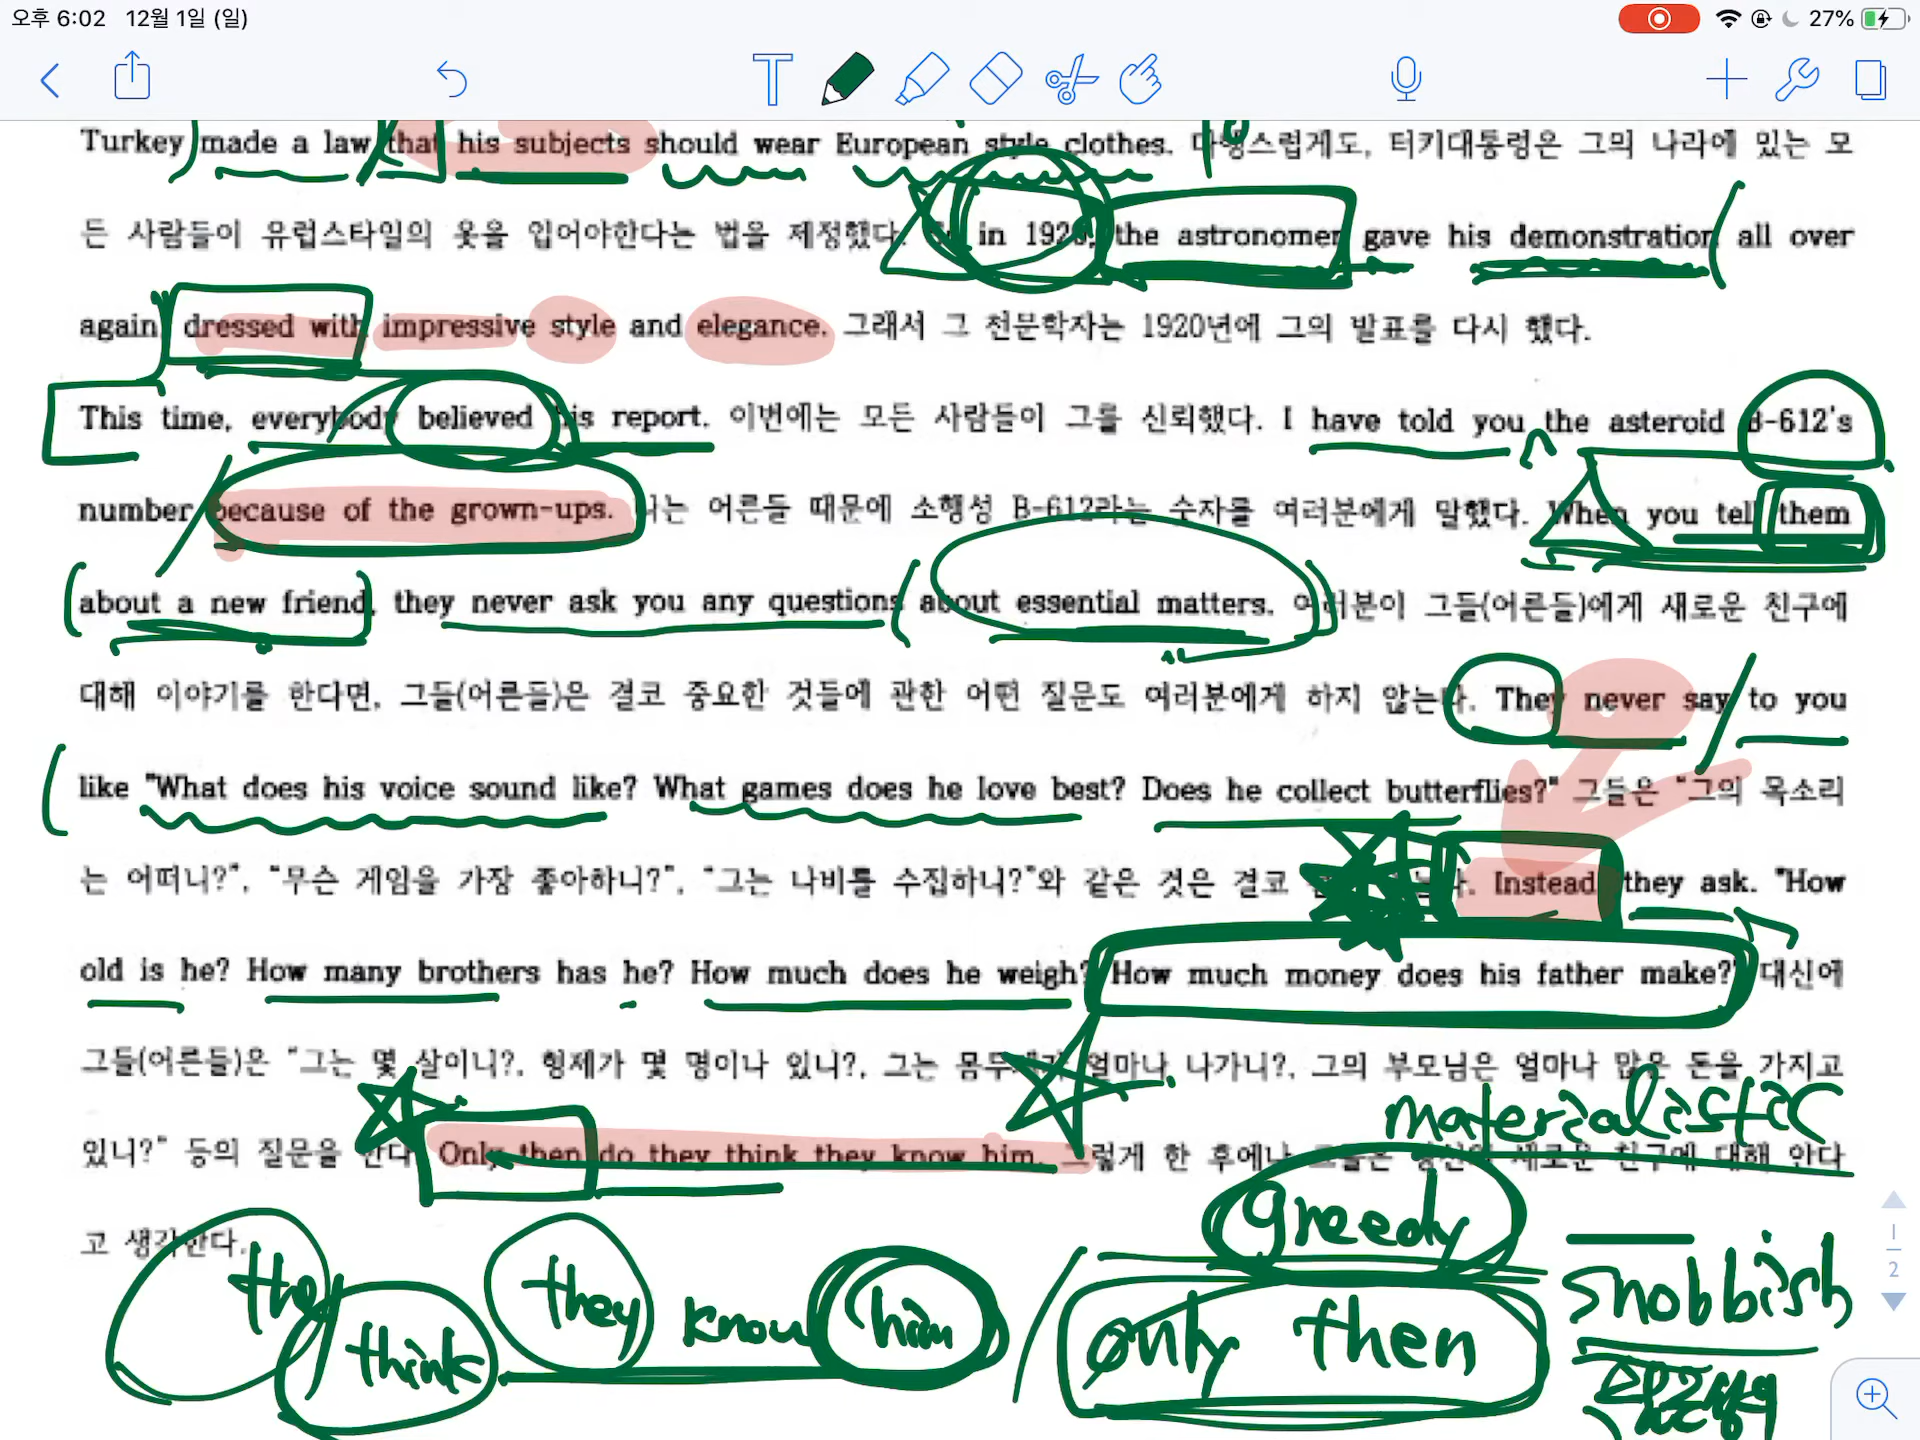 오후 6:02 12월 1일 (일) 27%
T
Turkey made a law that his subjects should wear European style clothes. 다행스럽게도, 터키대통령은 그의 나라에 있는 모
든 사람들이 유럽스타일의 옷을 입어야한다는 법을 제정했다. in 1920, the astronomer gave his demonstration all over
again, dressed with impressive style and elegance. 그래서 그 천문학자는 1920년에 그의 발표를 다시 했다.
This time, everybody believed his report. 이번에는 모든 사람들이 그를 신뢰했다. I have told you the asteroid B-612's
number because of the grown-ups. 나는 어른들 때문에 소행성 B-612라는 숫자를 여러분에게 말했다. When you tell them
about a new friend, they never ask you any questions about essential matters. 여러분이 그들(어른들)에게 새로운 친구에
대해 이야기를 한다면, 그들(어른들)은 결코 중요한 것들에 관한 어떤 질문도 여러분에게 하지 않는다. They never say to you
like "What does his voice sound like? What games does he love best? Does he collect butterflies?" 그들은 "그의 목소리
는 어떠니?", "무슨 게임을 가장 좋아하니?", "그는 나비를 수집하니?"와 같은 것은 결코 Instead they ask. "How
old is he? How many brothers has he? How much does he weigh? How much money does his father make?" 대신에
그들(어른들)은 "그는 몇 살이니?, 형제가 몇 명이나 있니?, 그는 몸무게가 얼마나 나가니?, 그의 부모님은 얼마나 많은 돈을 가지고
materialistic
있니?" 등의 질문을 한다. Only then do they think they know him. 그렇게 한 후에나 그들은 당신의 새로운 친구에 대해 안다
고 생각한다.
greedy
they think they know him only then
snobbish
1
2